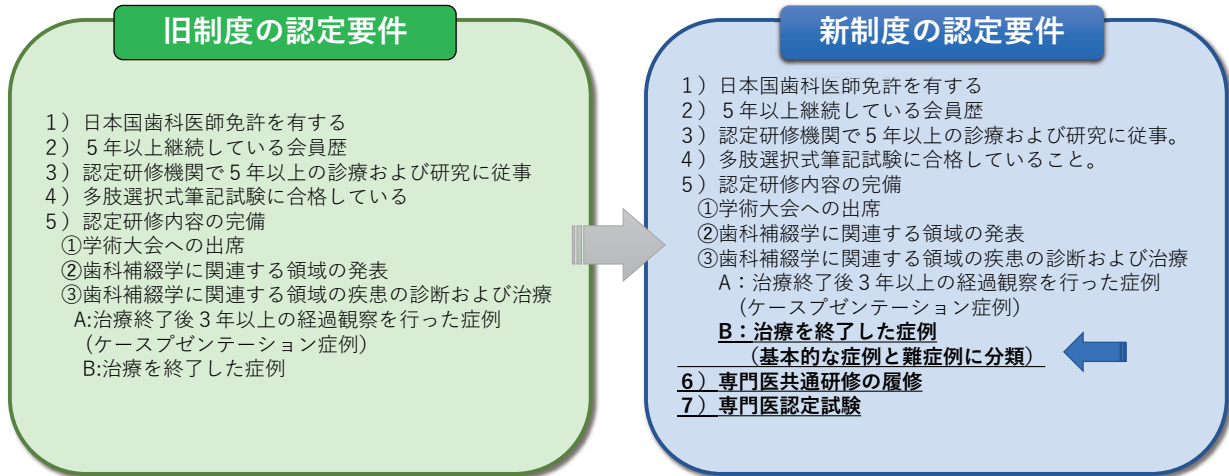 旧制度の認定要件
1）日本国歯科医師免許を有する
2）５年以上継続している会員歴
3）認定研修機関で５年以上の診療および研究に従事
4）多肢選択式筆記試験に合格している
5）認定研修内容の完備
①学術大会への出席
②歯科補綴学に関連する領域の発表
③歯科補綴学に関連する領域の疾患の診断および治療
A:治療終了後３年以上の経過観察を行った症例
(ケースプゼンテーション症例)
B:治療を終了した症例
新制度の認定要件
1）日本国歯科医師免許を有する
2）５年以上継続している会員歴
3）認定研修機関で５年以上の診療および研究に従事。
4）多肢選択式筆記試験に合格していること。
5）認定研修内容の完備
①学術大会への出席
②歯科補綴学に関連する領域の発表
③歯科補綴学に関連する領域の疾患の診断および治療
A：治療終了後３年以上の経過観察を行った症例
(ケースプゼンテーション症例)
B：治療を終了した症例
（基本的な症例と難症例に分類）
6）専門医共通研修の履修
7）専門医認定試験